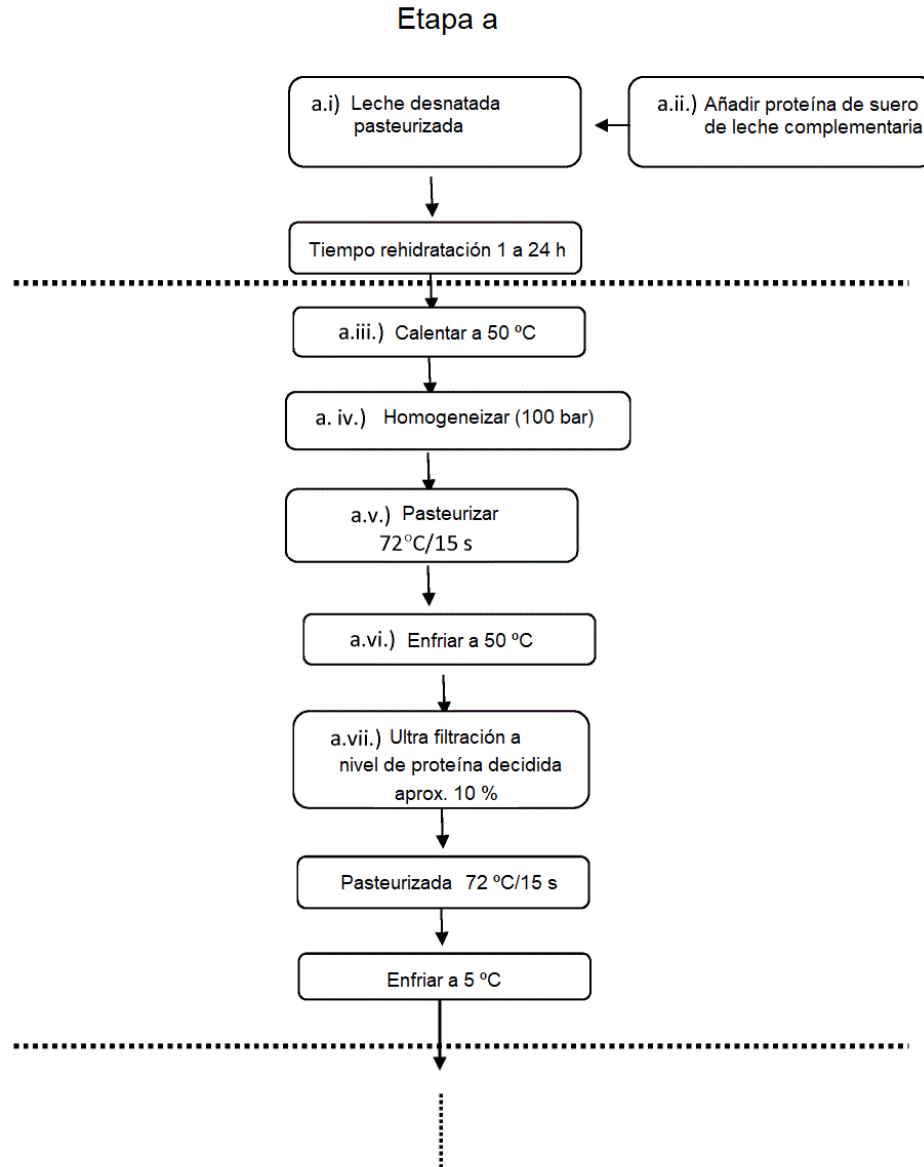 Etapa a
a.i) Leche desnatada
pasteurizada
a.ii.) Añadir proteína de suero
de leche complementaria
Tiempo rehidratación 1 a 24 h
a.iii.) Calentar a 50 ºC
a. iv.) Homogeneizar (100 bar)
a.v.) Pasteurizar
72°C/15 s
a.vi.) Enfriar a 50 ºC
a.vii.) Ultra filtración a
nivel de proteína decidida
aprox. 10 %
Pasteurizada 72 ºC/15 s
Enfriar a 5 ºC